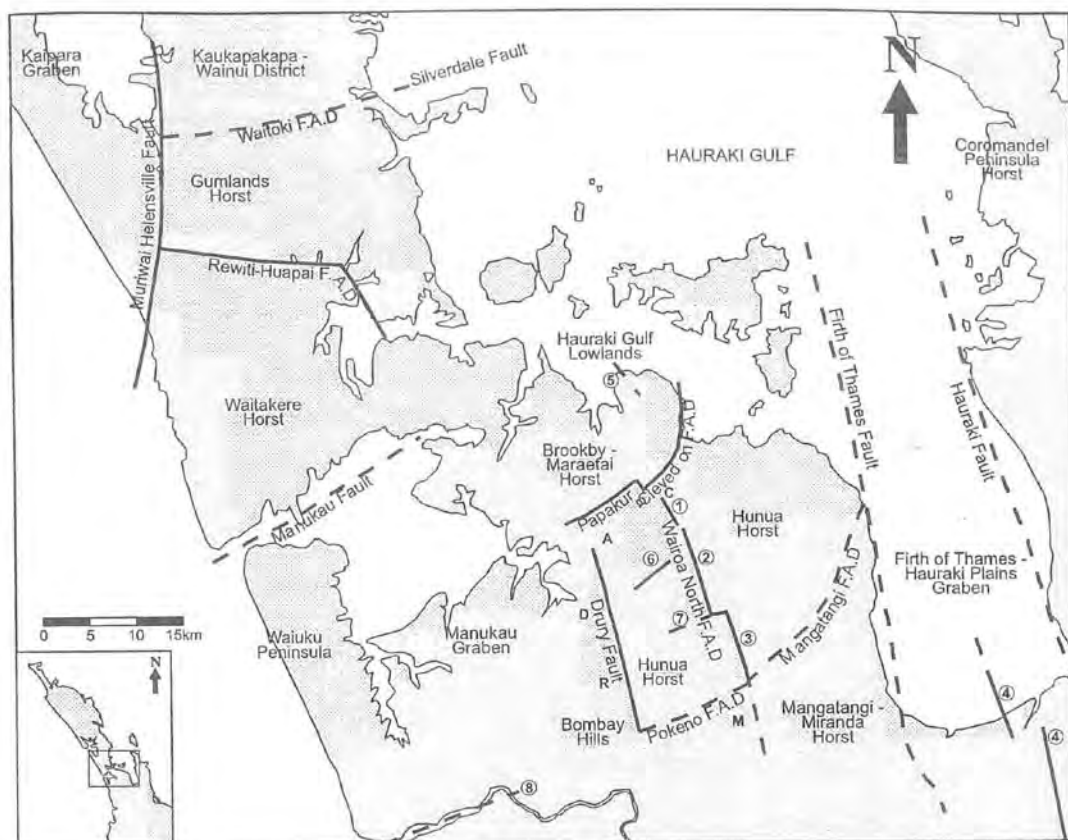 Kaipara
Graben
Kaukapakapa -
Wainui District
Silverdale Fault
Waitoki F.A.D
N
HAURAKI GULF
Coromandel
Peninsula
Horst
Muriwai Helensville Fault
Gumlands
Horst
Rewiti-Huapai F.A.D
Hauraki Gulf
Lowlands
5
Firth of Thames Fault
Hauraki Fault
Waitakere
Horst
Manukau Fault
Brookby -
Maraetai
Horst
Clevedon F.A.D
Papakura
C
1
A
Wairoa North F.A.D
2
Hunua
Horst
6
Firth of Thames -
Hauraki Plains
Graben
0 5 10 15km
Waiuku
Peninsula
Manukau
Graben
D
Drury Fault
7
3
Mangatangi F.A.D
N
R
Hunua
Horst
Bombay
Hills
Pokeno F.A.D
M
Mangatangi -
Miranda
Horst
4
4
8